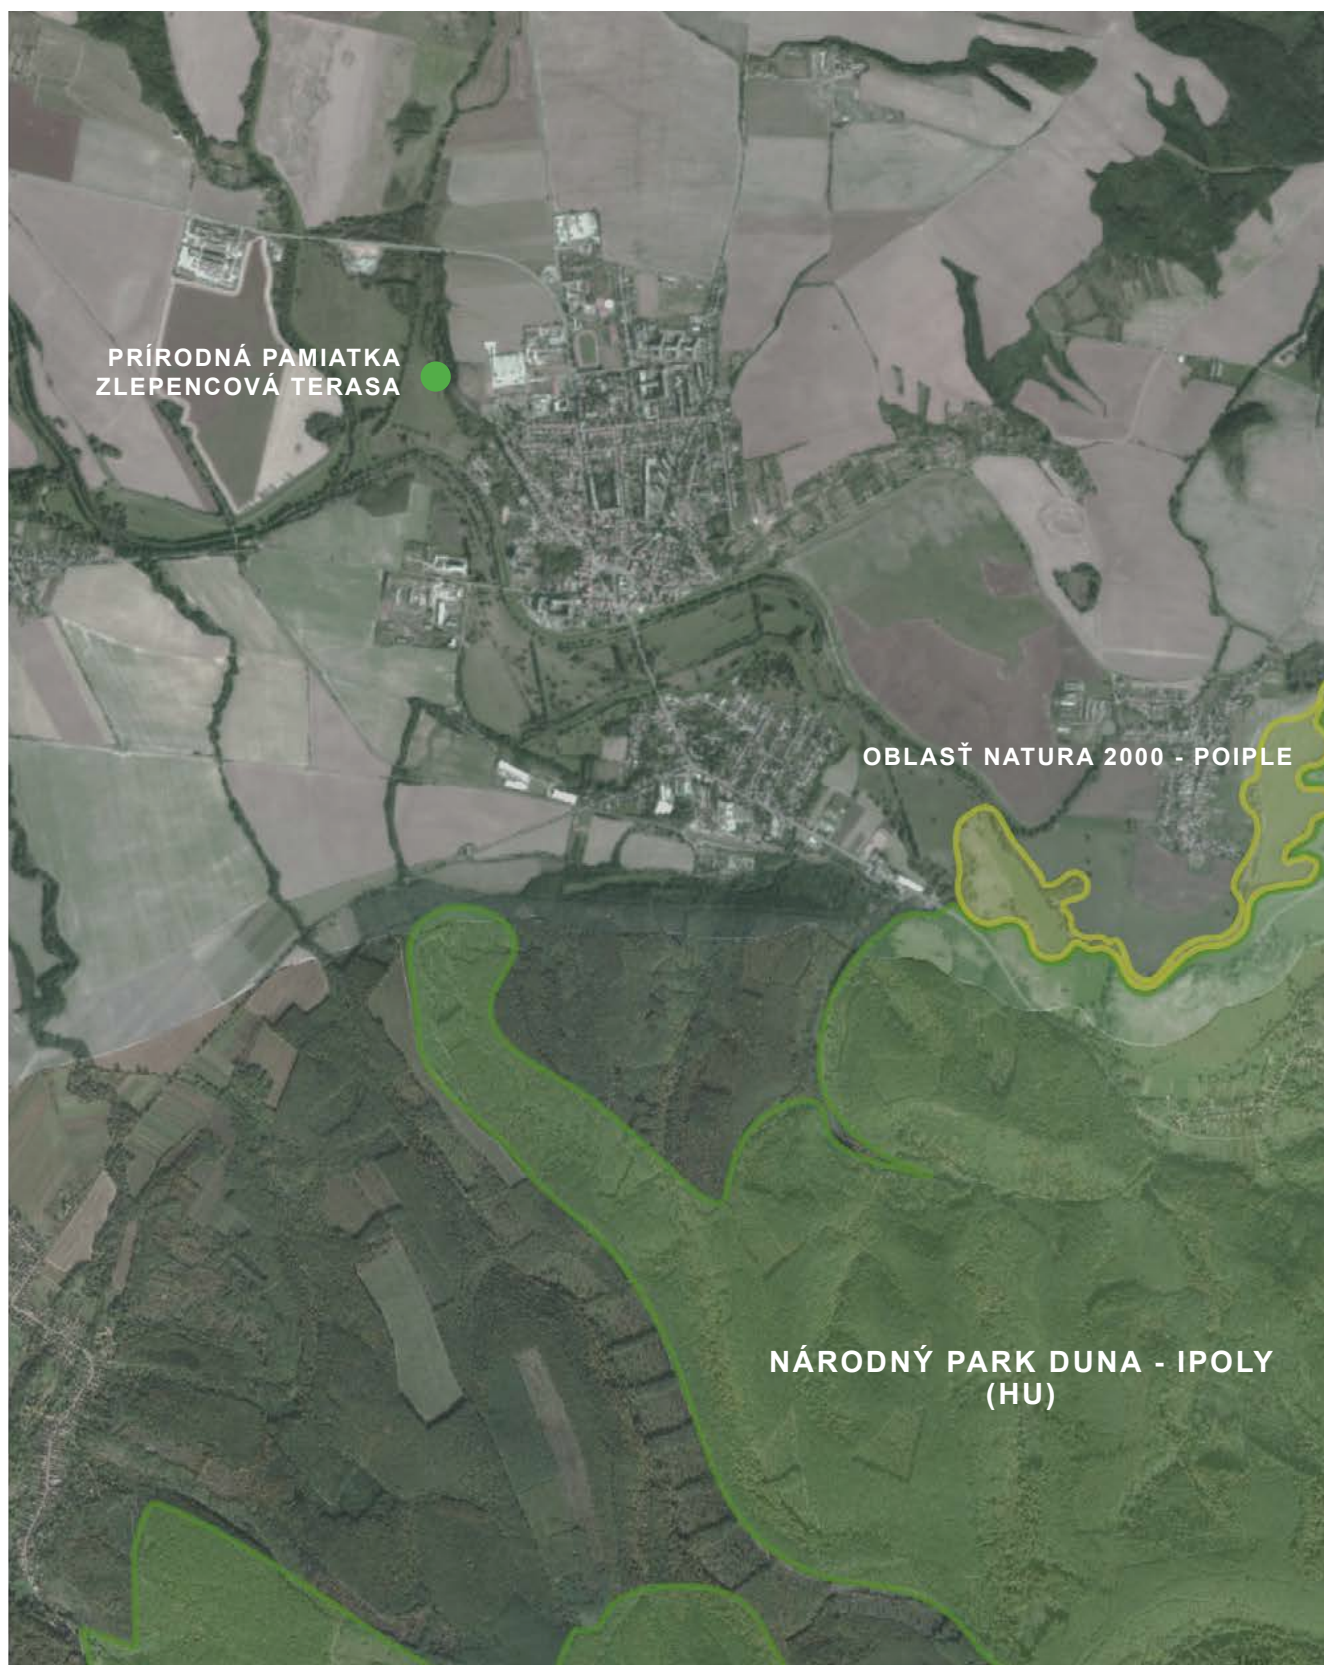 PRÍRODNÁ PAMIATKA
ZLEPENCOVÁ TERASA
OBLASŤ NATURA 2000 - POIPLE
NÁRODNÝ PARK DUNA - IPOLY
(HU)